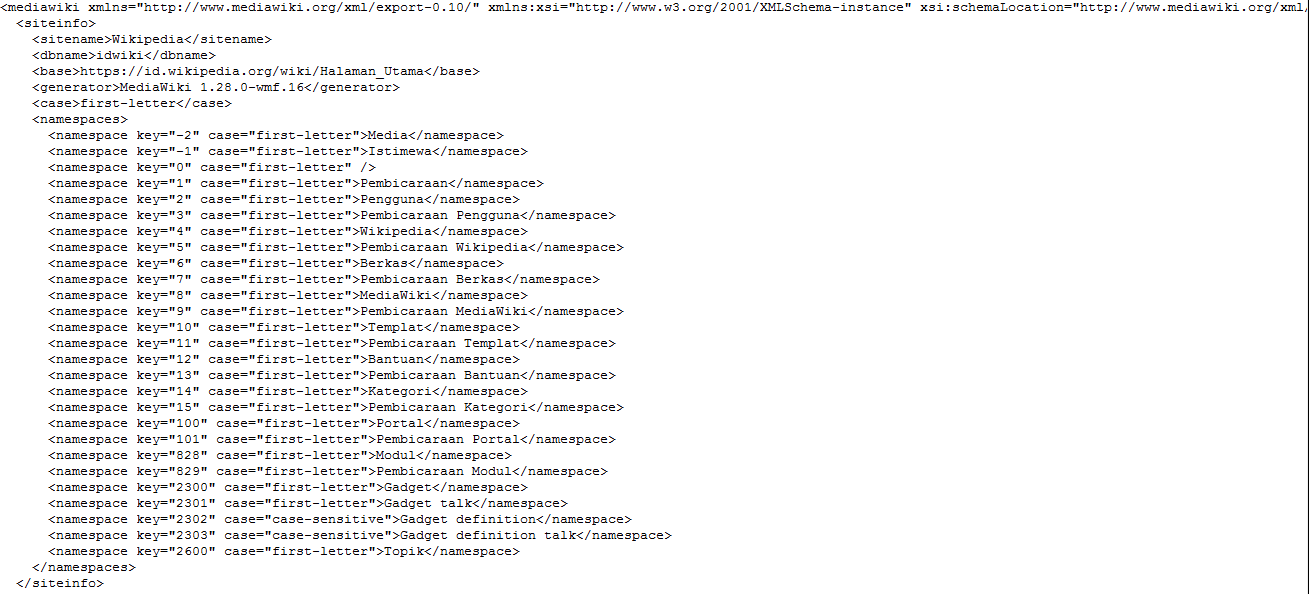 <mediawiki xmlns="http://www.mediawiki.org/xml/export-0.10/" xmlns:xsi="http://www.w3.org/2001/XMLSchema-instance" xsi:schemaLocation="http://www.mediawiki.org/xml/
<siteinfo>
<sitename>Wikipedia</sitename>
<dbname>idwiki</dbname>
<base>https://id.wikipedia.org/wiki/Halaman_Utama</base>
<generator>MediaWiki 1.28.0-wmf.16</generator>
<case>first-letter</case>
<namespaces>
<namespace key="-2" case="first-letter">Media</namespace>
<namespace key="-1" case="first-letter">Istimewa</namespace>
<namespace key="0" case="first-letter" />
<namespace key="1" case="first-letter">Pembicaraan</namespace>
<namespace key="2" case="first-letter">Pengguna</namespace>
<namespace key="3" case="first-letter">Pembicaraan Pengguna</namespace>
<namespace key="4" case="first-letter">Wikipedia</namespace>
<namespace key="5" case="first-letter">Pembicaraan Wikipedia</namespace>
<namespace key="6" case="first-letter">Berkas</namespace>
<namespace key="7" case="first-letter">Pembicaraan Berkas</namespace>
<namespace key="8" case="first-letter">MediaWiki</namespace>
<namespace key="9" case="first-letter">Pembicaraan MediaWiki</namespace>
<namespace key="10" case="first-letter">Templat</namespace>
<namespace key="11" case="first-letter">Pembicaraan Templat</namespace>
<namespace key="12" case="first-letter">Bantuan</namespace>
<namespace key="13" case="first-letter">Pembicaraan Bantuan</namespace>
<namespace key="14" case="first-letter">Kategori</namespace>
<namespace key="15" case="first-letter">Pembicaraan Kategori</namespace>
<namespace key="100" case="first-letter">Portal</namespace>
<namespace key="101" case="first-letter">Pembicaraan Portal</namespace>
<namespace key="828" case="first-letter">Modul</namespace>
<namespace key="829" case="first-letter">Pembicaraan Modul</namespace>
<namespace key="2300" case="first-letter">Gadget</namespace>
<namespace key="2301" case="first-letter">Gadget talk</namespace>
<namespace key="2302" case="case-sensitive">Gadget definition</namespace>
<namespace key="2303" case="case-sensitive">Gadget definition talk</namespace>
<namespace key="2600" case="first-letter">Topik</namespace>
</namespaces>
</siteinfo>